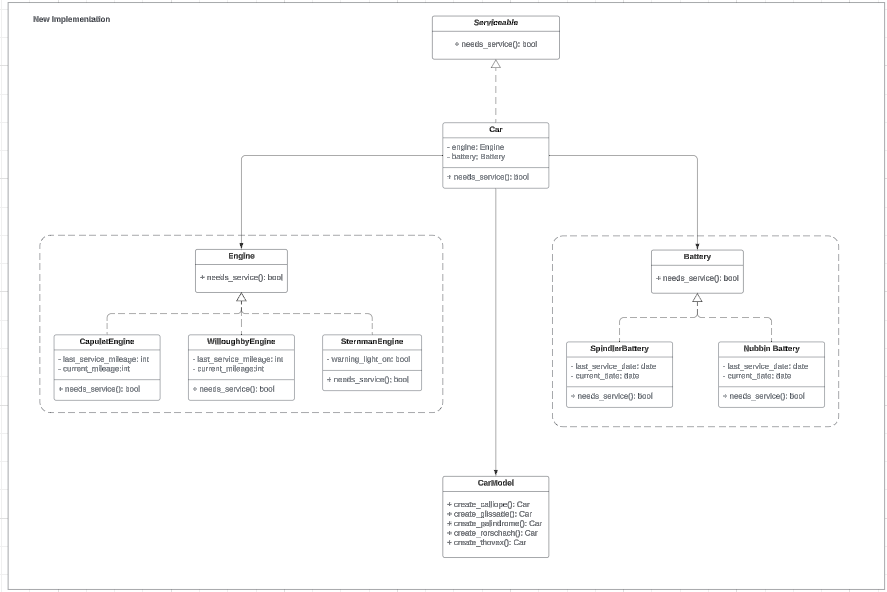 New Implementation
Serviceable
+ needs_service(): bool
Car
- engine: Engine
- battery; Battery
+ needs_service(): bool
Engine
+ needs_service(): bool
CapuletEngine
- last_service_mileage: int
- current_mileage:int
+ needs_service(): bool
WilloughbyEngine
- last_service_mileage: int
- current_mileage:int
+ needs_service(): bool
SternmanEngine
- warning_light_on: bool
+ needs_service(); bool
Battery
+ needs_service(): bool
SpindlerBattery
- last_service_date: date
- current_date: date
+ needs_service(): bool
Nubbin Battery
- last_service_date: date
- current_date: date
+ needs_service(): bool
CarModel
+ create_calliope(): Car
+ create_glissade(): Car
+ create_palindrome(): Car
+ create_rorschach(): Car
+ create_thovex(): Car